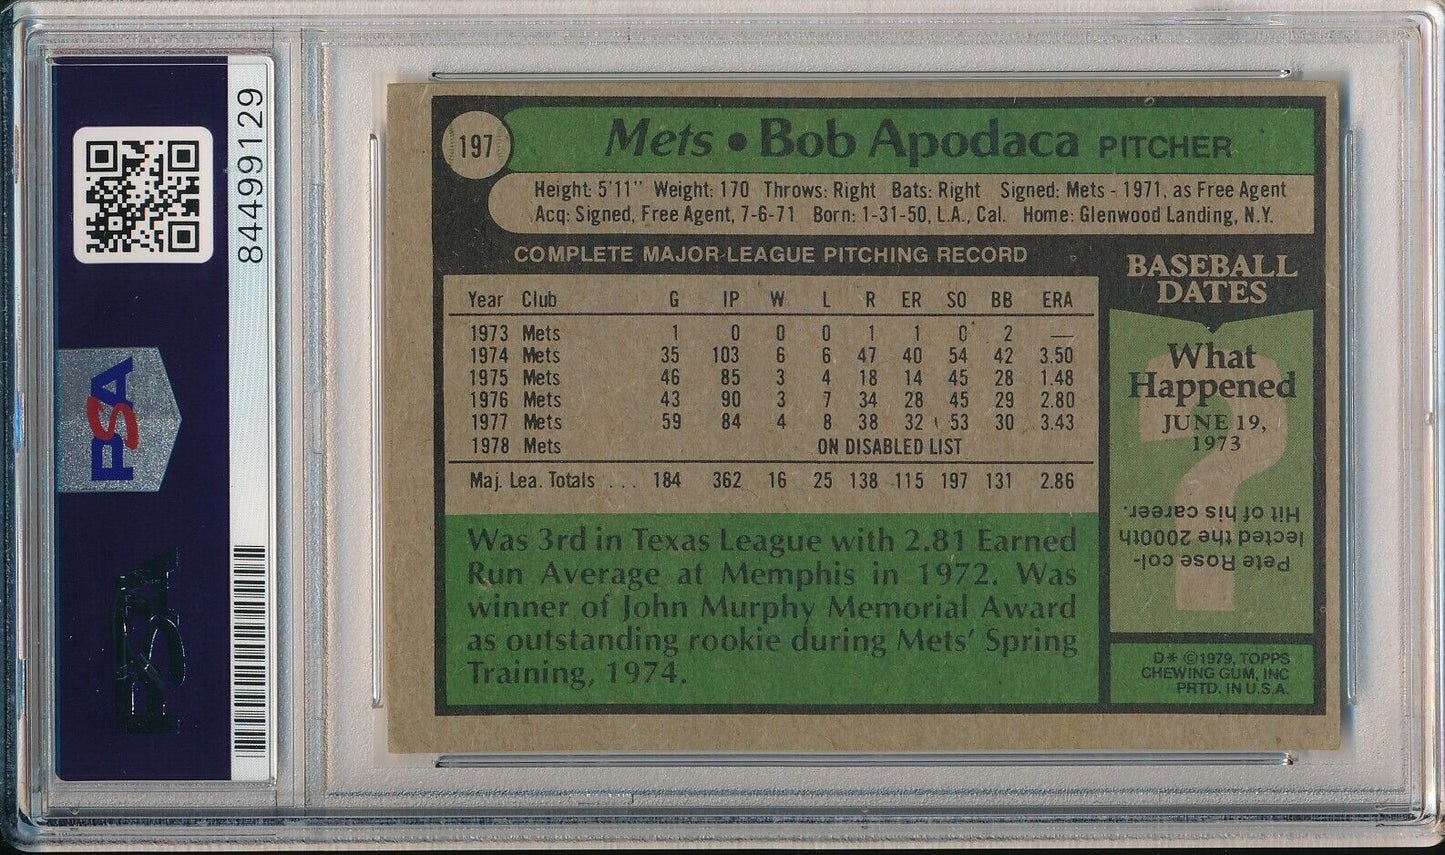 84499129
PSA
PSA
197
Mets • Bob Apodaca PITCHER
Height: 5'11" Weight: 170 Throws: Right Bats: Right Signed: Mets - 1971, as Free Agent
Acq: Signed, Free Agent, 7-6-71 Born: 1-31-50, L.A., Cal. Home: Glenwood Landing, N.Y.
COMPLETE MAJOR LEAGUE PITCHING RECORD
Year Club G IP W L R ER SO BB ERA
1973 Mets 1 0 0 0 1 1 0 2 —
1974 Mets 35 103 6 6 47 40 54 42 3.50
1975 Mets 46 85 3 4 18 14 45 28 1.48
1976 Mets 43 90 3 7 34 28 45 29 2.80
1977 Mets 59 84 4 8 38 32 53 30 3.43
1978 Mets ON DISABLED LIST
Maj. Lea. Totals . . . 184 362 16 25 138 115 197 131 2.86
Was 3rd in Texas League with 2.81 Earned
Run Average at Memphis in 1972. Was
winner of John Murphy Memorial Award
as outstanding rookie during Mets' Spring
Training, 1974.
BASEBALL
DATES
?
What
Happened
JUNE 19,
1973
Pete Rose col-
lected the 2000th
Hit of his career.
D* ©1979, TOPPS
CHEWING GUM, INC
PRTD. IN U.S.A.